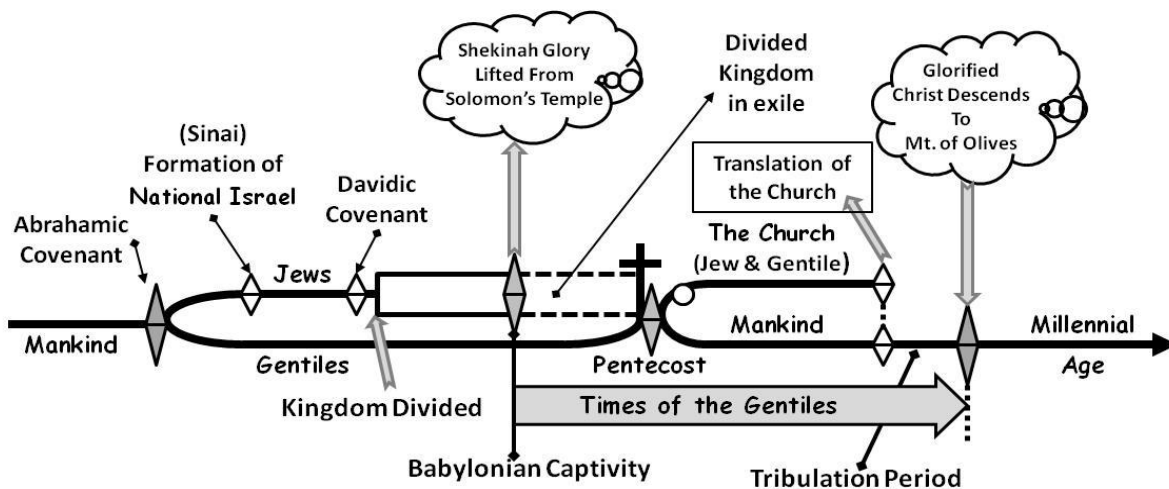 Shekinah Glory
Lifted From
Solomon's Temple
Divided
Kingdom
in exile
Glorified
Christ Descends
To
Mt. of Olives
(Sinai)
Formation of
National Israel
Davidic
Covenant
Translation of
the Church
Abrahamic
Covenant
Jews
The Church
(Jew & Gentile)
Mankind
Gentiles
Pentecost
Mankind
Millennial
Age
Kingdom Divided
Times of the Gentiles
Babylonian Captivity
Tribulation Period